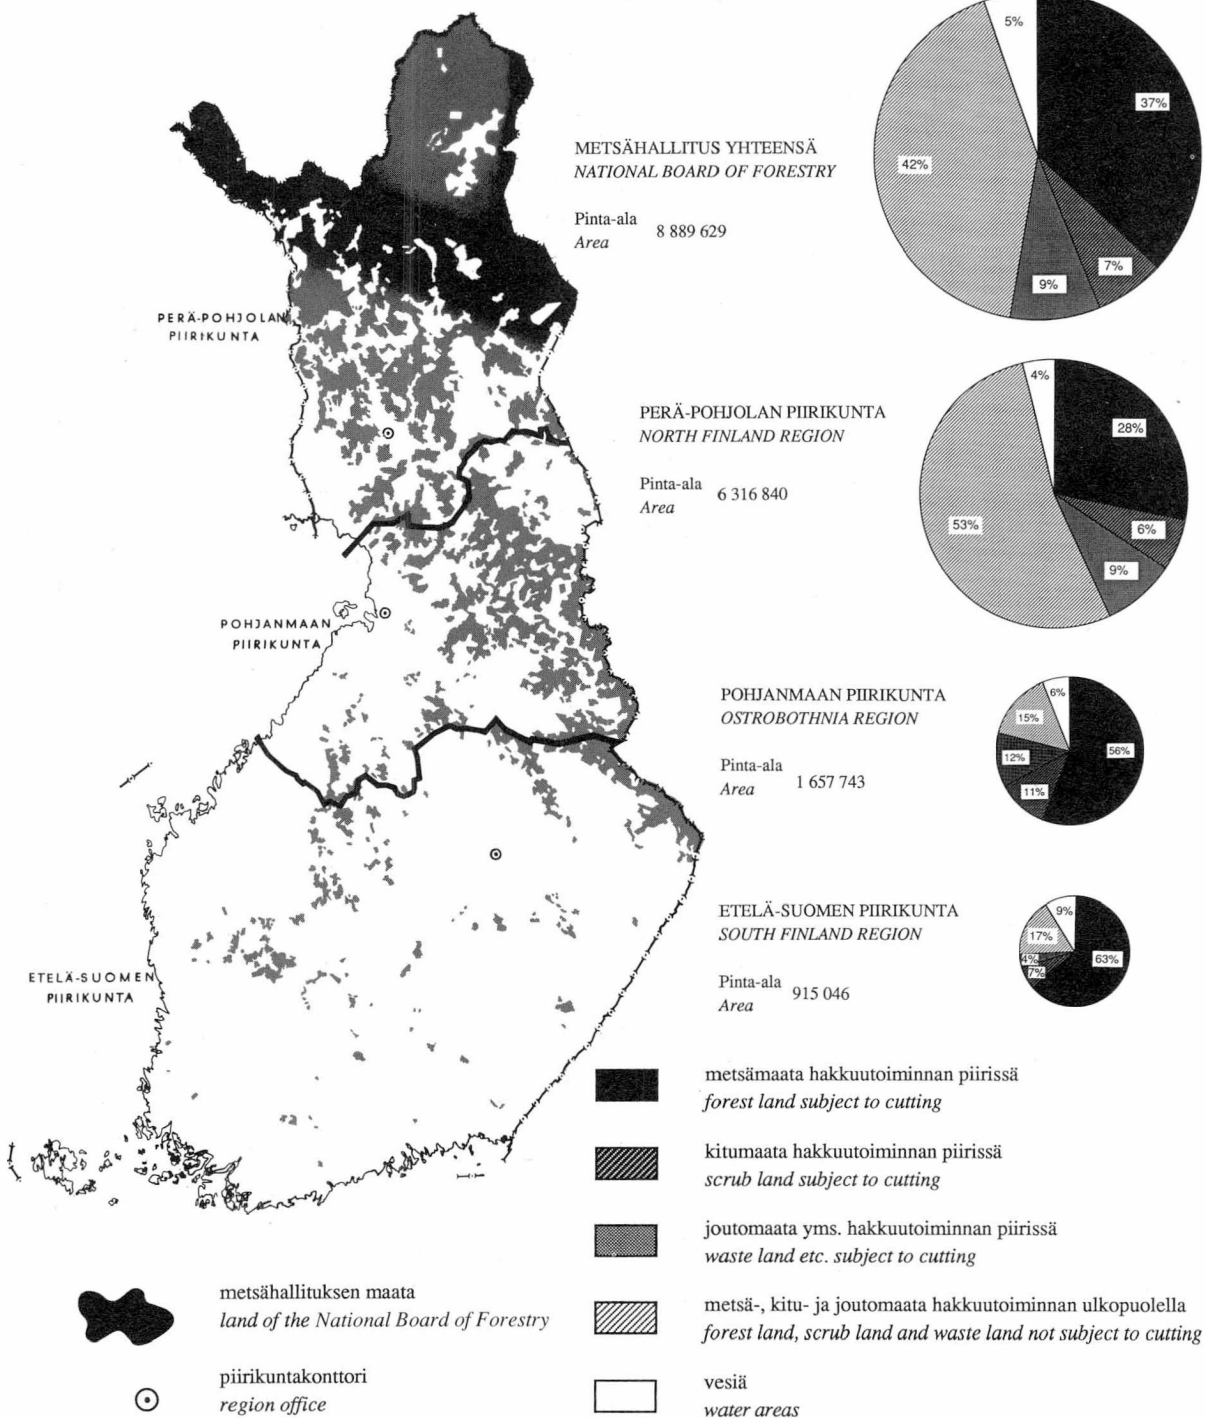 5%
37%
42%
7%
9%
METSÄHALLITUS YHTEENSÄ
NATIONAL BOARD OF FORESTRY
Pinta-ala
Area
8 889 629
PERÄ-POHJOLAN
PIIRIKUNTA
4%
28%
53%
6%
9%
PERÄ-POHJOLAN PIIRIKUNTA
NORTH FINLAND REGION
Pinta-ala
Area
6 316 840
POHJANMAAN
PIIRIKUNTA
POHJANMAAN PIIRIKUNTA
OSTROBOTHNIA REGION
Pinta-ala
Area
1 657 743
6%
15%
56%
12%
11%
ETELÄ-SUOMEN PIIRIKUNTA
SOUTH FINLAND REGION
Pinta-ala
Area
915 046
9%
17%
4%
63%
7%
ETELÄ-SUOMEN
PIIRIKUNTA
metsämaata hakkuutoiminnan piirissä
forest land subject to cutting
kitumaata hakkuutoiminnan piirissä
scrub land subject to cutting
joutomaata yms. hakkuutoiminnan piirissä
waste land etc. subject to cutting
metsähallituksen maata
land of the National Board of Forestry
metsä-, kitu- ja joutomaata hakkuutoiminnan ulkopuolella
forest land, scrub land and waste land not subject to cutting
piirikuntakonttori
region office
vesiä
water areas